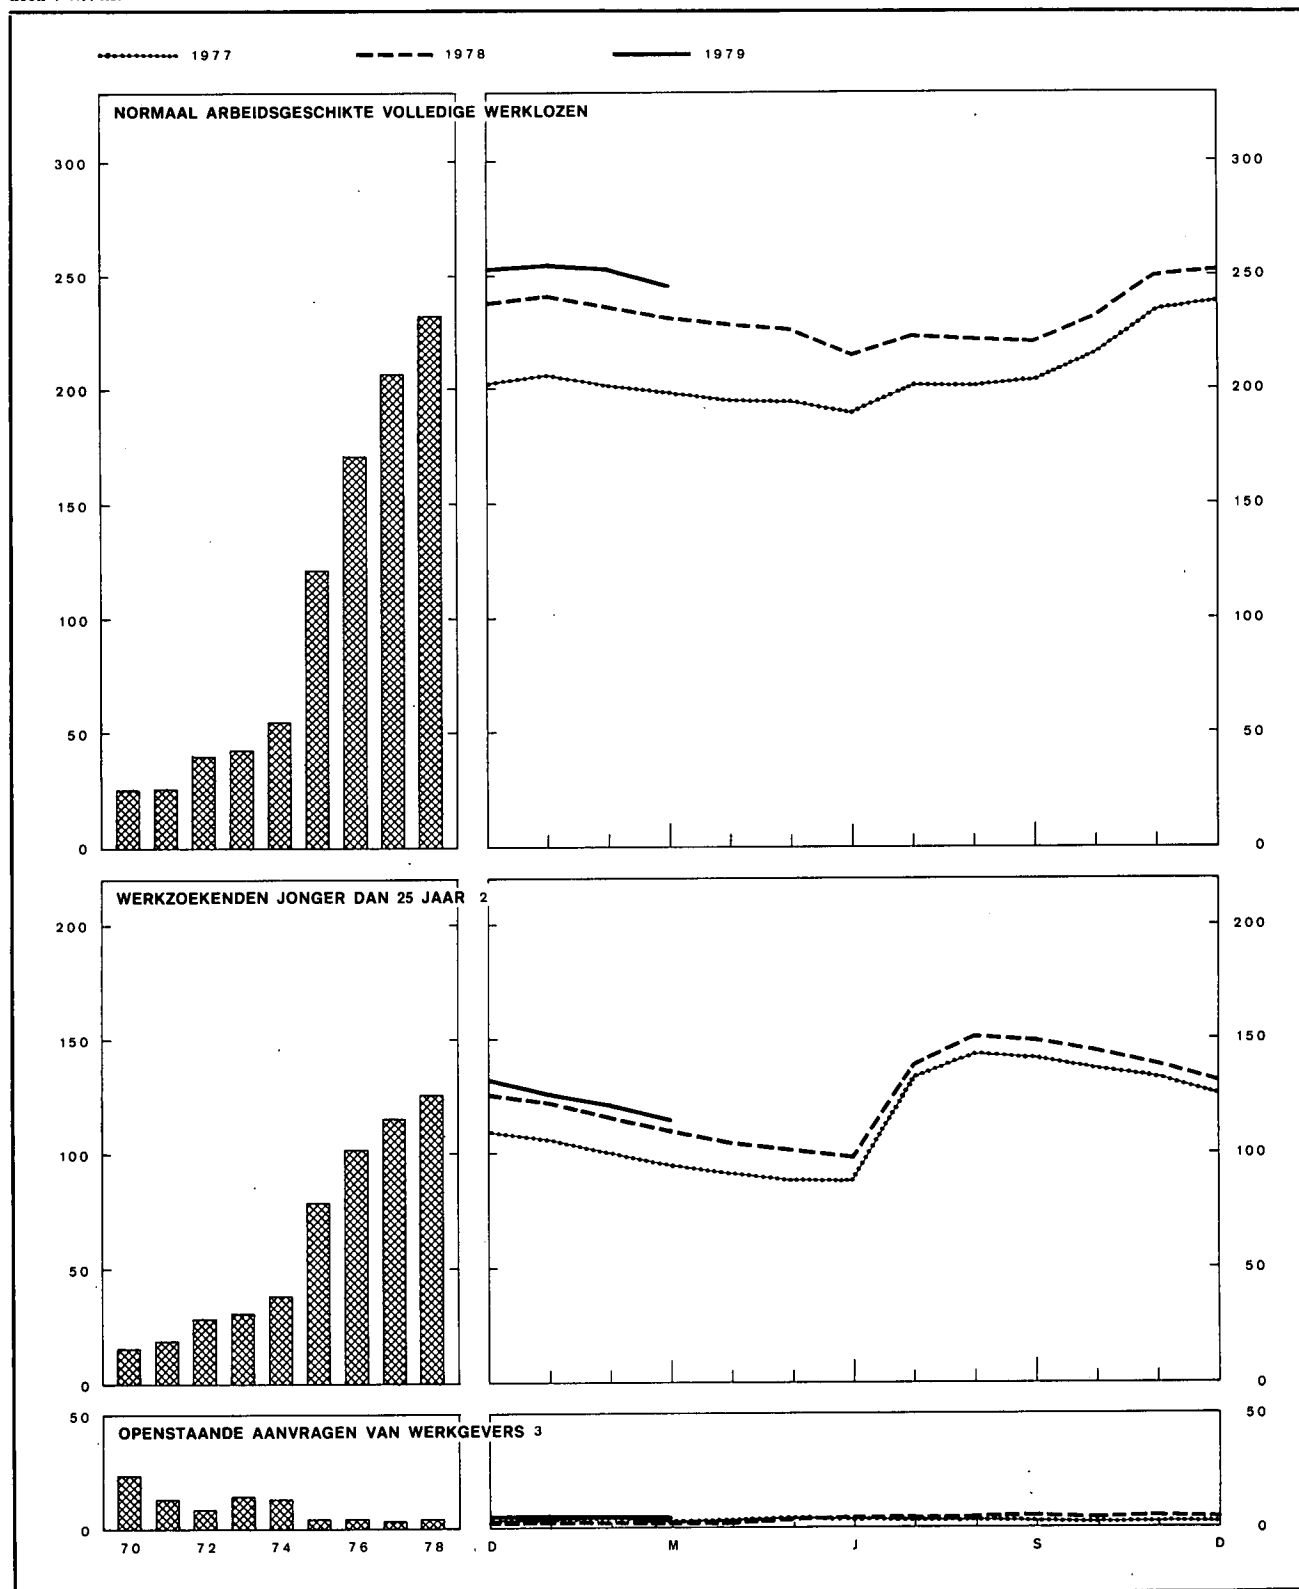 1977 1978 1979
NORMAAL ARBEIDSGESCHIKTE VOLLEDIGE WERKLOZEN
300 300
250 250
200 200
150 150
100 100
50 50
0 0
WERKZOEKENDEN JONGER DAN 25 JAAR 2
200 200
150 150
100 100
50 50
0 0
50 50
OPENSTAANDE AANVRAGEN VAN WERKGEVERS 3
0 0
70 72 74 76 78 D M J S D